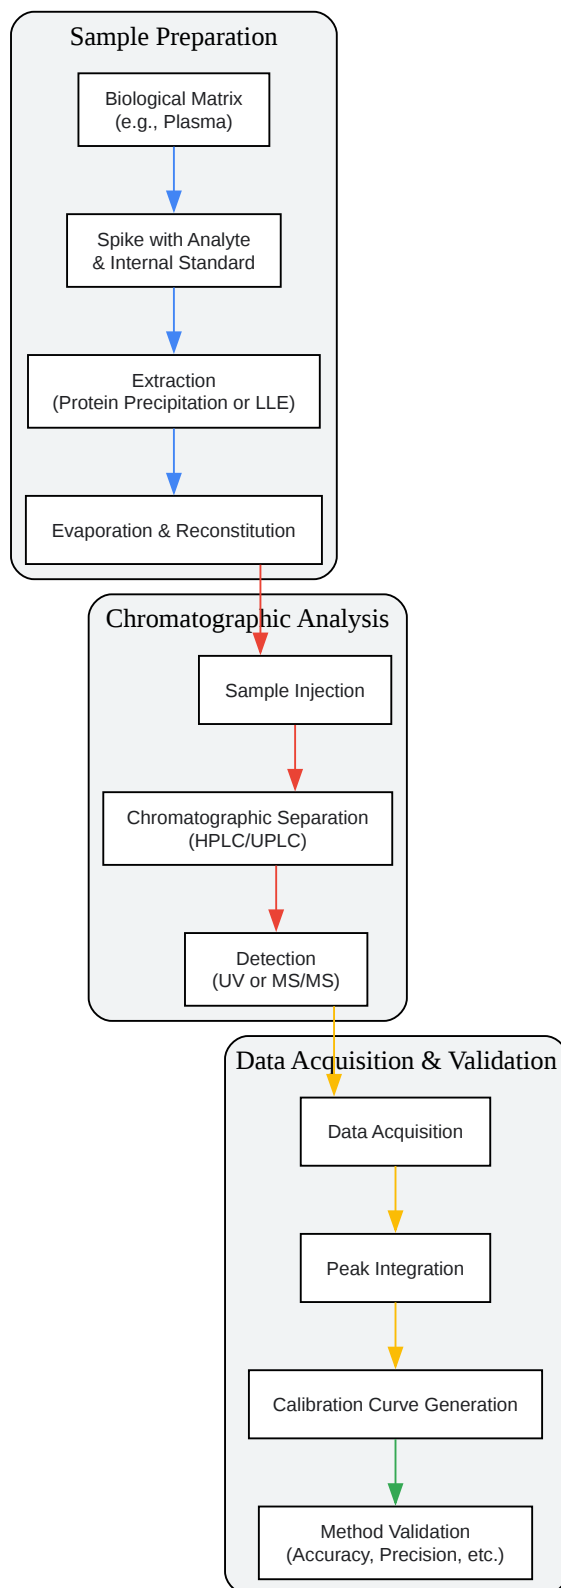 Sample Preparation
Biological Matrix
(e.g., Plasma)
Spike with Analyte
& Internal Standard
Extraction
(Protein Precipitation or LLE)
Evaporation & Reconstitution
Chromatographic Analysis
Sample Injection
Chromatographic Separation
(HPLC/UPLC)
Detection
(UV or MS/MS)
Data Acquisition & Validation
Data Acquisition
Peak Integration
Calibration Curve Generation
Method Validation
(Accuracy, Precision, etc.)